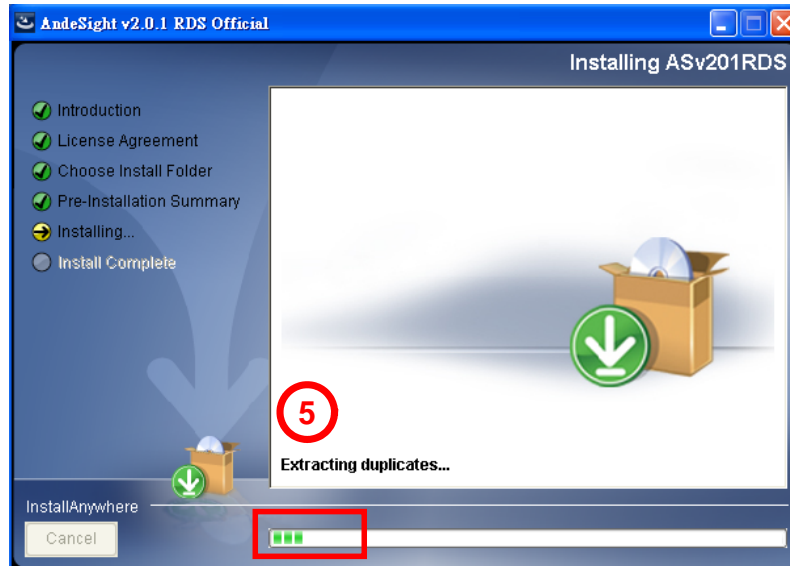 AndeSight v2.0.1 RDS Official
Installing ASv201RDS
Introduction
License Agreement
Choose Install Folder
Pre-Installation Summary
Installing...
Install Complete
5
Extracting duplicates...
InstallAnywhere
Cancel